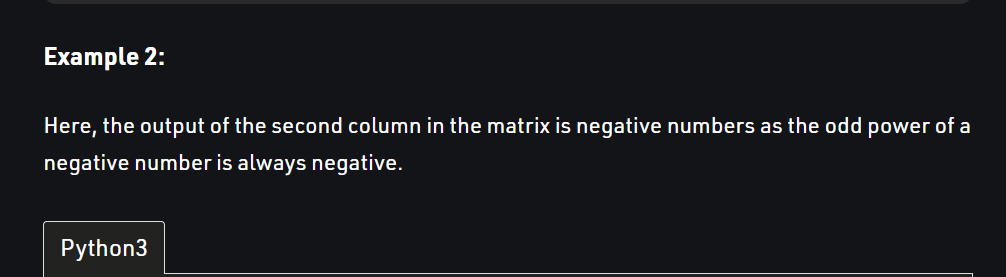 Example 2:
Here, the output of the second column in the matrix is negative numbers as the odd power of a
negative number is always negative.
Python3